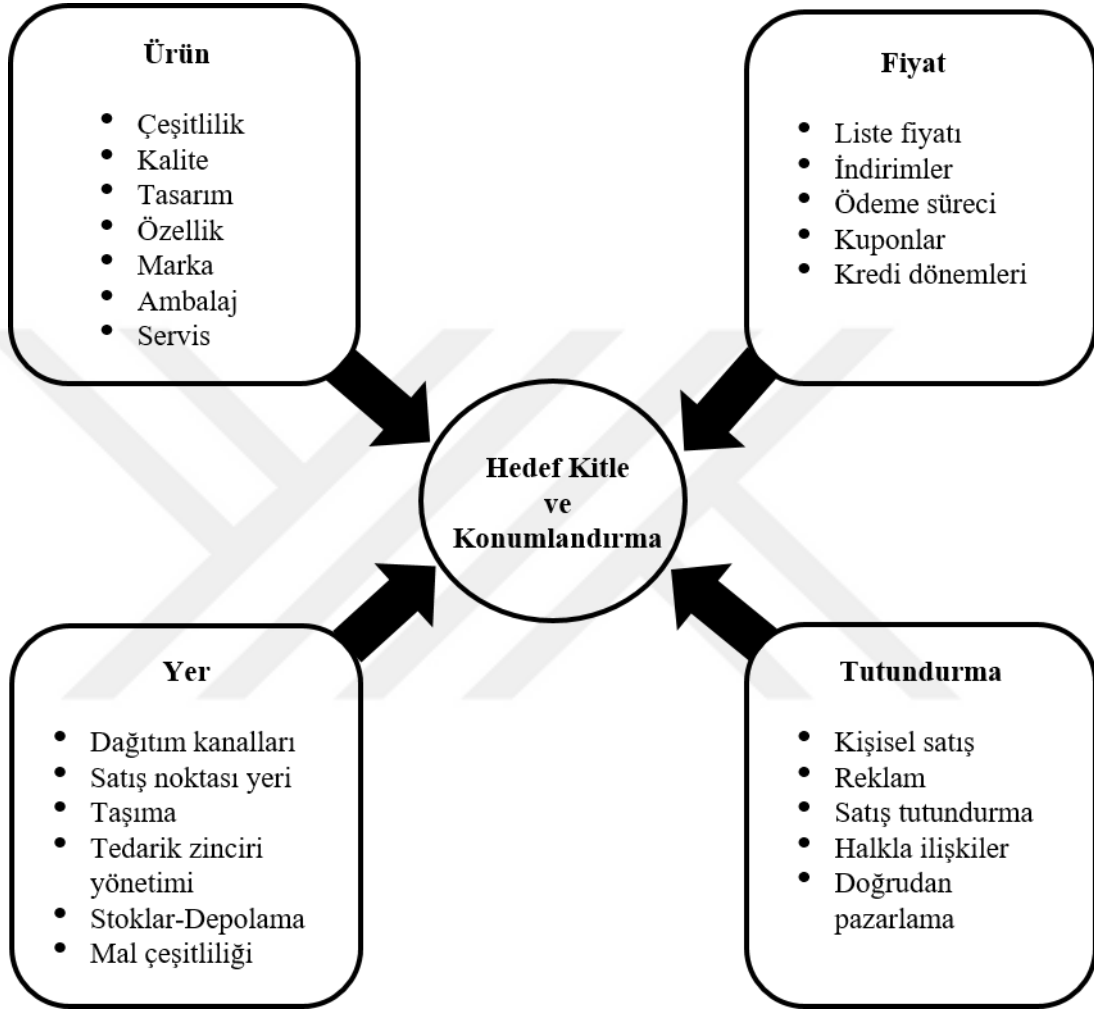 Ürün
• Çeşitlilik
• Kalite
• Tasarım
• Özellik
• Marka
• Ambalaj
• Servis
Fiyat
• Liste fiyatı
• İndirimler
• Ödeme süreci
• Kuponlar
• Kredi dönemleri
Hedef Kitle
ve
Konumlandırma
Yer
• Dağıtım kanalları
• Satış noktası yeri
• Taşıma
• Tedarik zinciri
yönetimi
• Stoklar-Depolama
• Mal çeşitliliği
Tutundurma
• Kişisel satış
• Reklam
• Satış tutundurma
• Halkla ilişkiler
• Doğrudan
pazarlama